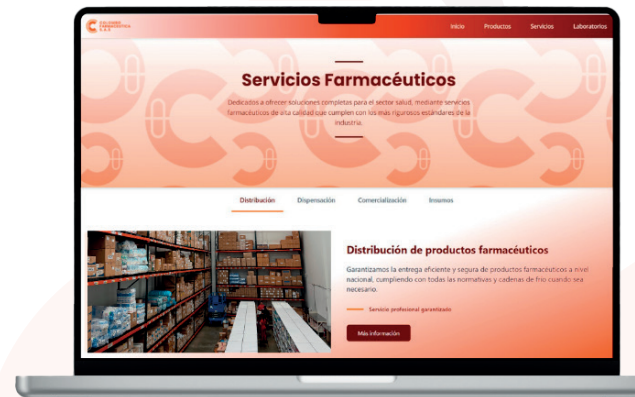 FARMACÉUTICA
S.A.S
Inicio Productos Servicios Laboratorios
Servicios Farmacéuticos
Dedicados a ofrecer soluciones completas para el sector salud, mediante servicios
farmacéuticos de alta calidad que cumplen con los más rigurosos estándares de la
industria.
Distribución Dispensación Comercialización Insumos
Distribución de productos farmacéuticos
Garantizamos la entrega eficiente y segura de productos farmacéuticos a nivel
nacional, cumpliendo con todas las normativas y cadenas de frío cuando sea
necesario.
Servicio profesional garantizado
Más información